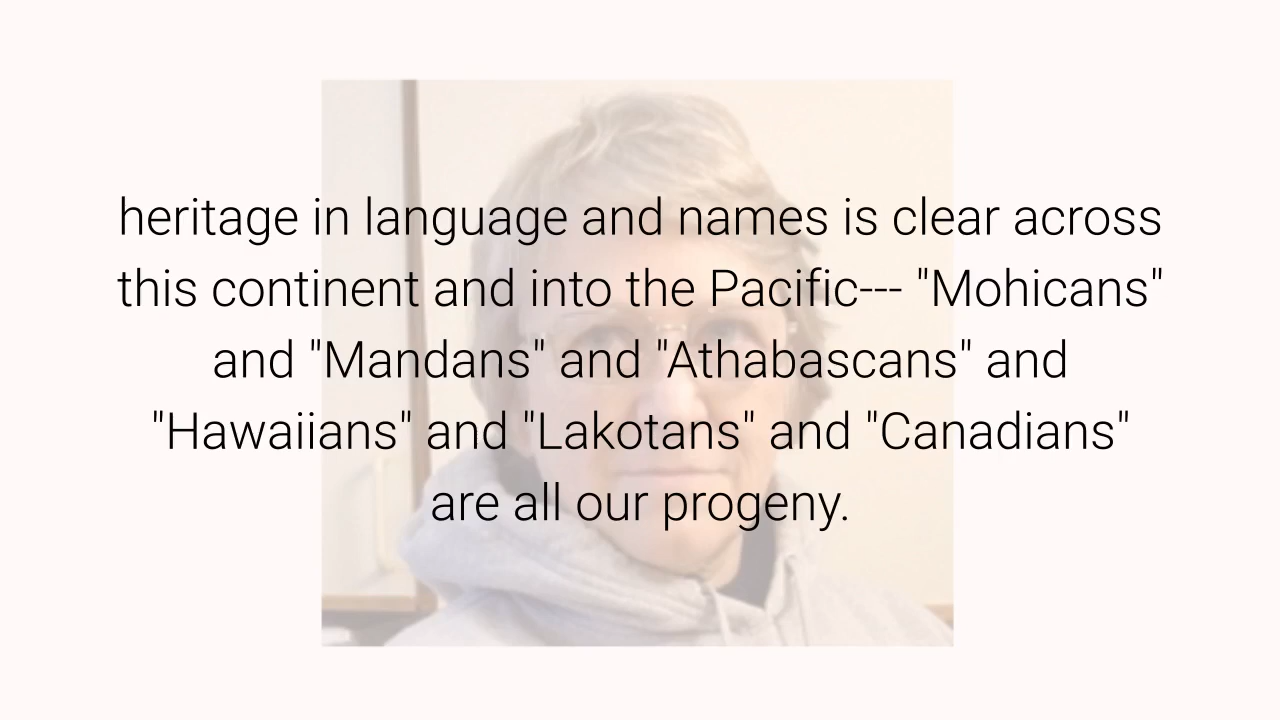 heritage in language and names is clear across
this continent and into the Pacific--- "Mohicans"
and "Mandans" and "Athabascans" and
"Hawaiians" and "Lakotans" and "Canadians"
are all our progeny.